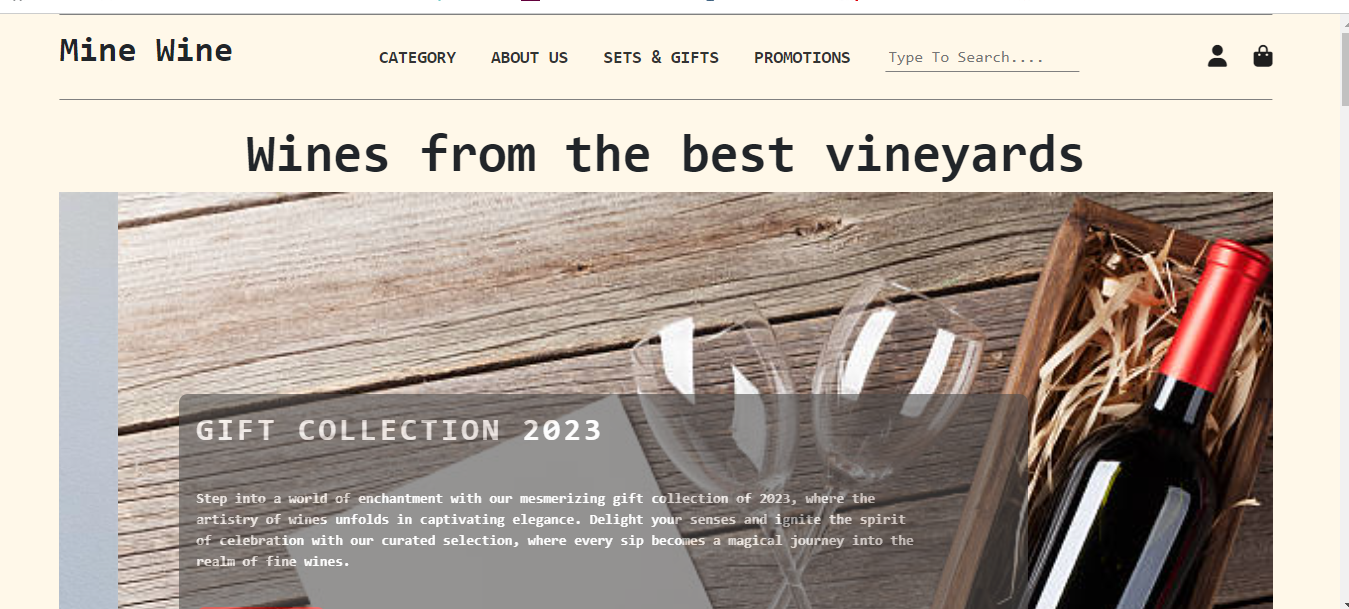 Mine Wine
CATEGORY ABOUT US SETS & GIFTS PROMOTIONS Type To Search....
Wines from the best vineyards
GIFT COLLECTION 2023
Step into a world of enchantment with our mesmerizing gift collection of 2023, where the
artistry of wines unfolds in captivating elegance. Delight your senses and ignite the spirit
of celebration with our curated selection, where every sip becomes a magical journey into the
realm of fine wines.